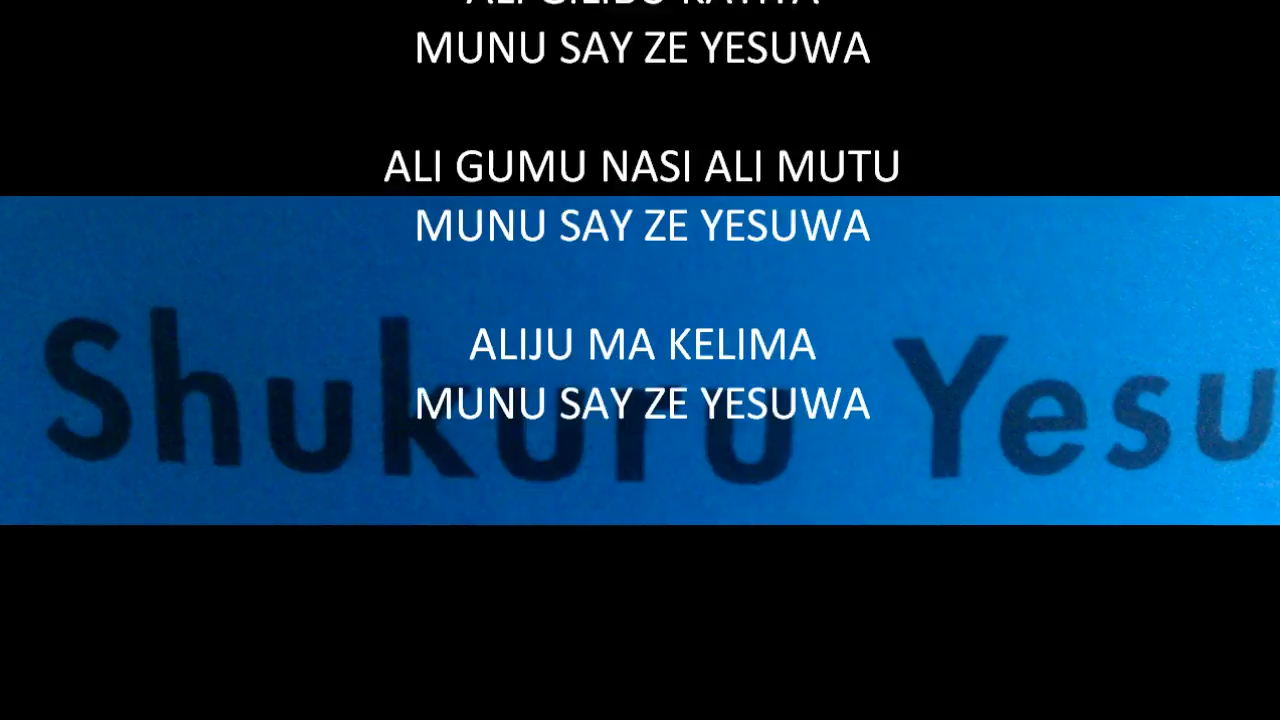 MUNU SAY ZE YESUWA
ALI GUMU NASI ALI MUTU
MUNU SAY ZE YESUWA
ALIJU MA KELIMA
MUNU SAY ZE YESUWA
Shukuru Yesu